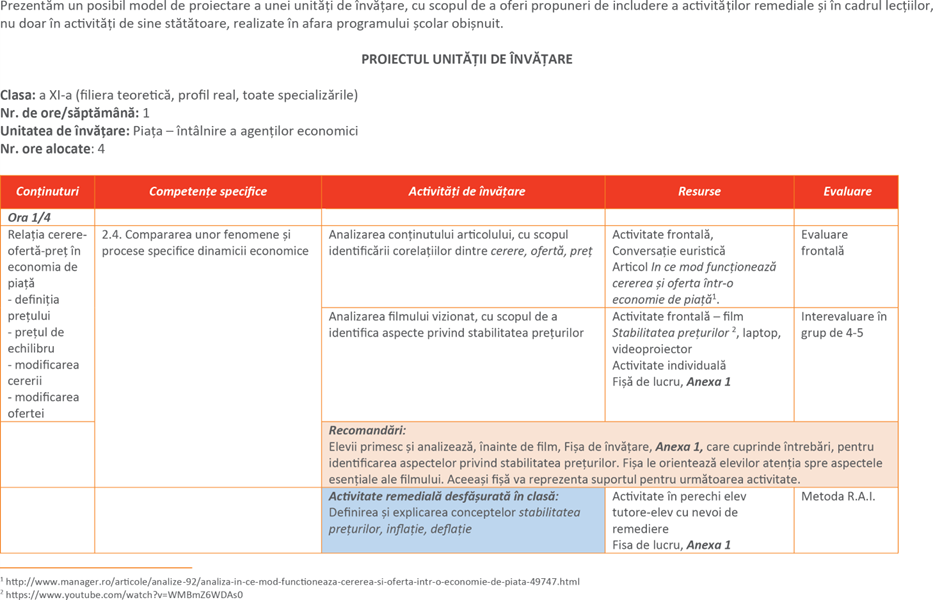 Prezentăm un posibil model de proiectare a unei unități de învățare, cu scopul de a oferi propuneri de includere a activităților remediale și în cadrul lecțiilor,
nu doar în activități de sine stătătoare, realizate în afara programului școlar obișnuit.
PROIECTUL UNITĂȚII DE ÎNVĂȚARE
Clasa: a XI-a (filiera teoretică, profil real, toate specializările)
Nr. de ore/săptămână: 1
Unitatea de învățare: Piața – întâlnire a agenților economici
Nr. ore alocate: 4
Conținuturi
Competențe specifice
Activități de învățare
Resurse
Evaluare
Ora 1/4
Relația cerere-
ofertă-preț în
economia de
piață
- definiția
prețului
- prețul de
echilibru
- modificarea
cererii
- modificarea
ofertei
2.4. Compararea unor fenomene și
procese specifice dinamicii economice
Analizarea conținutului articolului, cu scopul
identificării corelațiilor dintre cerere, ofertă, preț
Activitate frontală,
Conversație euristică
Articol In ce mod funcționează
cererea și oferta într-o
economie de piață¹.
Evaluare
frontală
Analizarea filmului vizionat, cu scopul de a
identifica aspecte privind stabilitatea prețurilor
Activitate frontală – film
Stabilitatea prețurilor ², laptop,
videoproiector
Activitate individuală
Fișă de lucru, Anexa 1
Interevaluare în
grup de 4-5
Recomandări:
Elevii primesc și analizează, înainte de film, Fișa de învățare, Anexa 1, care cuprinde întrebări, pentru
identificarea aspectelor privind stabilitatea prețurilor. Fișa le orientează elevilor atenția spre aspectele
esențiale ale filmului. Aceeași fișă va reprezenta suportul pentru următoarea activitate.
Activitate remedială desfășurată în clasă:
Definirea și explicarea conceptelor stabilitatea
prețurilor, inflație, deflație
Activitate în perechi elev
tutore-elev cu nevoi de
remediere
Fisa de lucru, Anexa 1
Metoda R.A.I.
¹ http://www.manager.ro/articole/analize-92/analiza-in-ce-mod-functioneaza-cererea-si-oferta-intr-o-economie-de-piata-49747.html
² https://www.youtube.com/watch?v=WMBmZ6WDAs0